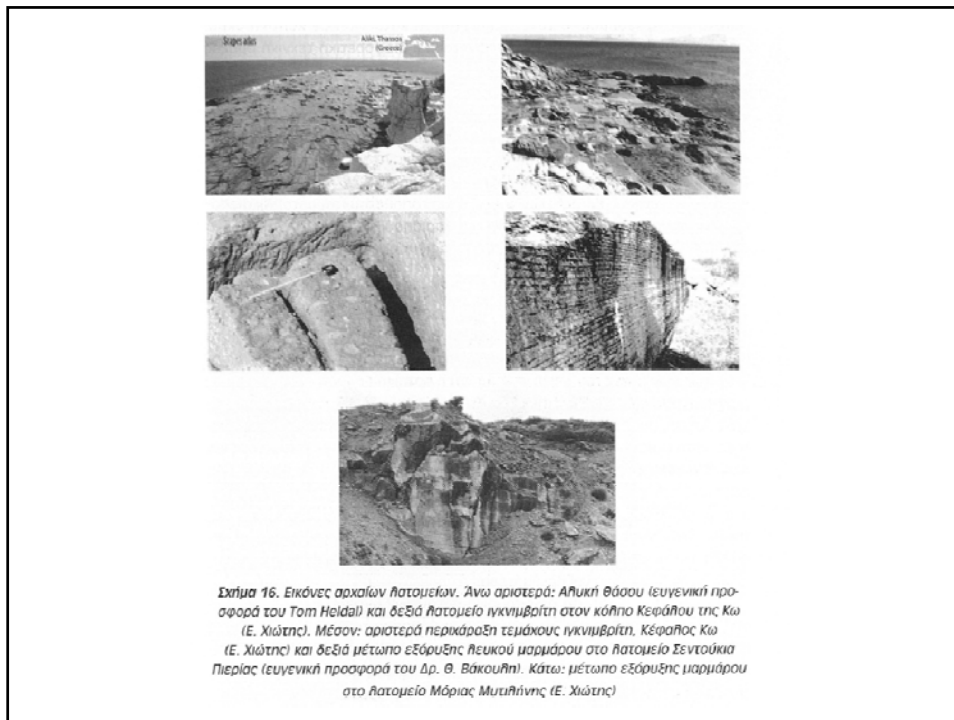 Aliki, Thassos
(Greece)
Σχήμα 16. Εικόνες αρχαίων λατομείων. Άνω αριστερά: Αλυκή Θάσου (ευγενική προ-
σφορά του Tom Heldal) και δεξιά λατομείο ιγκνιμβρίτη στον κόλπο Κεφάλου της Κω
(Ε. Χιώτης). Μέσον: αριστερά περιχάραξη τεμάχους ιγκνιμβρίτη, Κέφαλος Κω
(Ε. Χιώτης) και δεξιά μέτωπο εξόρυξης λευκού μαρμάρου στο λατομείο Σεντούκια
Πιερίας (ευγενική προσφορά του Δρ. Θ. Βάκουλη). Κάτω: μέτωπο εξόρυξης μαρμάρου
στο λατομείο Μόριας Μυτιλήνης (Ε. Χιώτης)